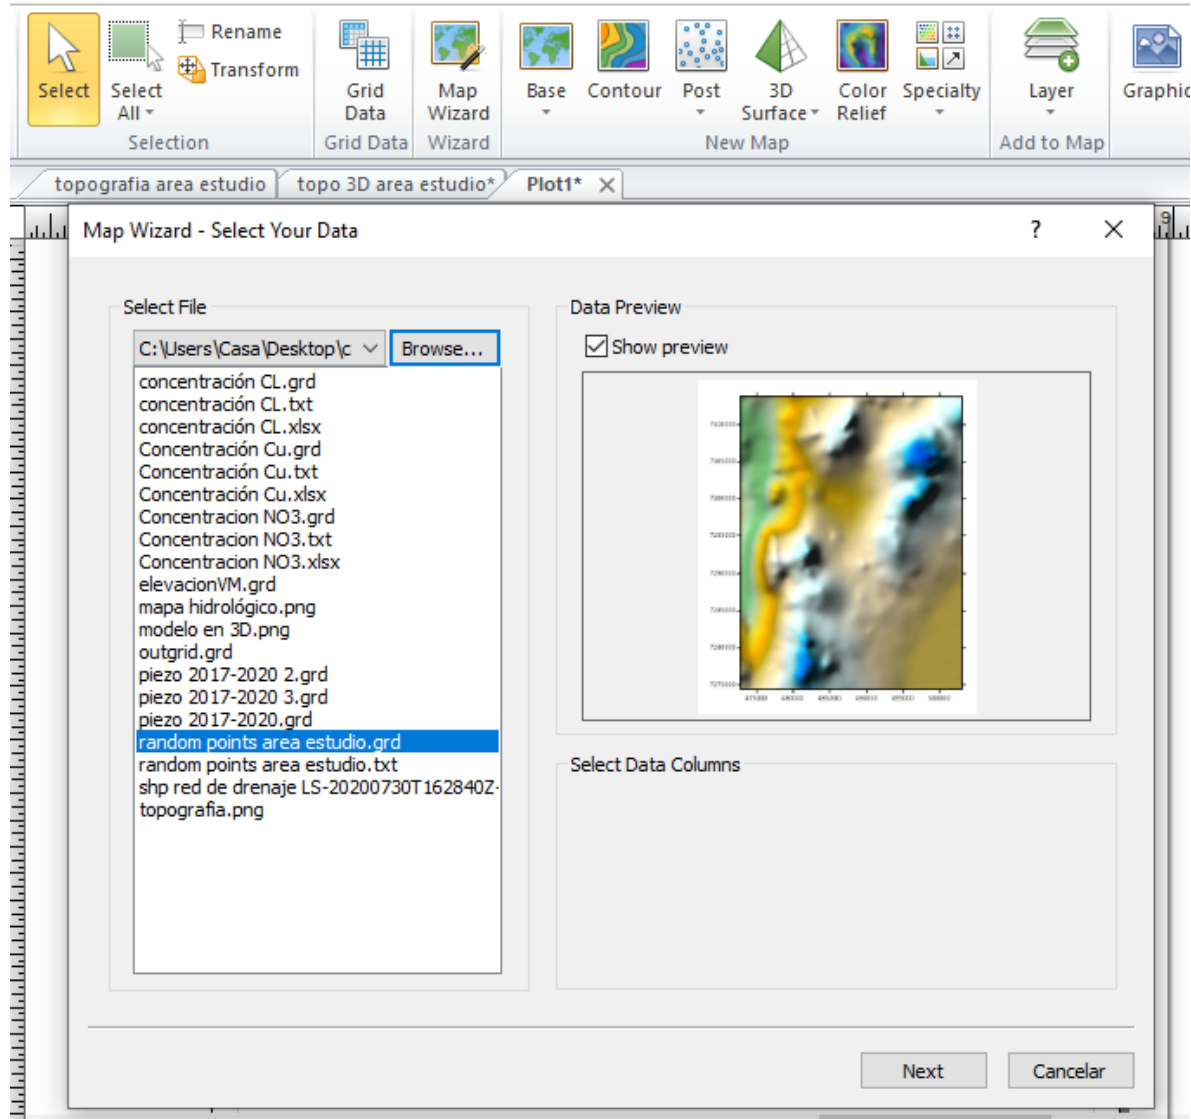 Rename
Transform
Select
Select All
Grid Data
Map Wizard
Base
Contour
Post
3D Surface
Color Relief
Specialty
Layer
Graphic
Selection
Grid Data
Wizard
New Map
Add to Map
topografia area estudio
topo 3D area estudio*
Plot1*
9
Map Wizard - Select Your Data
?
Select File
C:\Users\Casa\Desktop\c
Browse...
concentración CL.grd
concentración CL.txt
concentración CL.xlsx
Concentración Cu.grd
Concentración Cu.txt
Concentración Cu.xlsx
Concentracion NO3.grd
Concentracion NO3.txt
Concentracion NO3.xlsx
elevacionVM.grd
mapa hidrológico.png
modelo en 3D.png
outgrid.grd
piezo 2017-2020 2.grd
piezo 2017-2020 3.grd
piezo 2017-2020.grd
random points area estudio.grd
random points area estudio.txt
shp red de drenaje LS-20200730T162840Z-
topografia.png
Data Preview
Show preview
Select Data Columns
Next
Cancelar